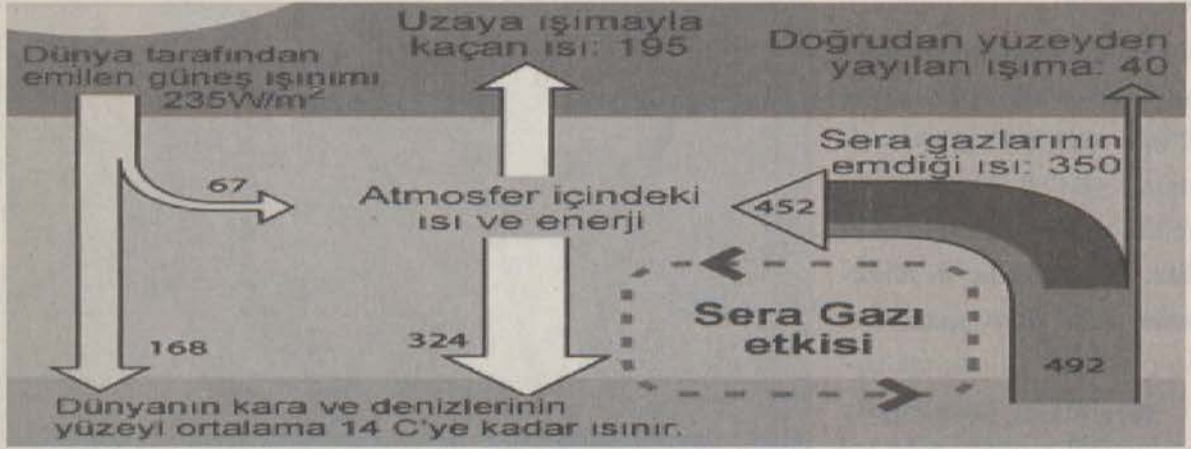 Dünya tarafından
emilen güneş ışınımı
235W/m²
Uzaya ışımayla
kaçan ısı: 195
Doğrudan yüzeyden
yayılan ışıma: 40
Sera gazlarının
emdiği ısı: 350
67
Atmosfer içindeki
ısı ve enerji
452
168
324
Sera Gazı
etkisi
492
Dünyanın kara ve denizlerinin
yüzeyi ortalama 14 C'ye kadar ısınır.